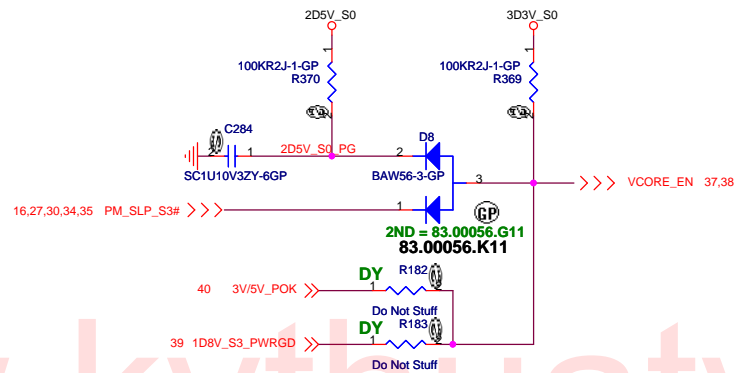 2D5V_S0
3D3V_S0
1
1
100KR2J-1-GP
R370
100KR2J-1-GP
R369
2
2
C284
D8
2
1
2D5V_S0_PG
2
SC1U10V3ZY-6GP
BAW56-3-GP
3
VCORE_EN 37,38
16,27,30,34,35 PM_SLP_S3#
1
GP
2ND = 83.00056.G11
83.00056.K11
DY
R182
40 3V/5V_POK
1
2
Do Not Stuff
DY
R183
39 1D8V_S3_PWRGD
1
2
Do Not Stuff